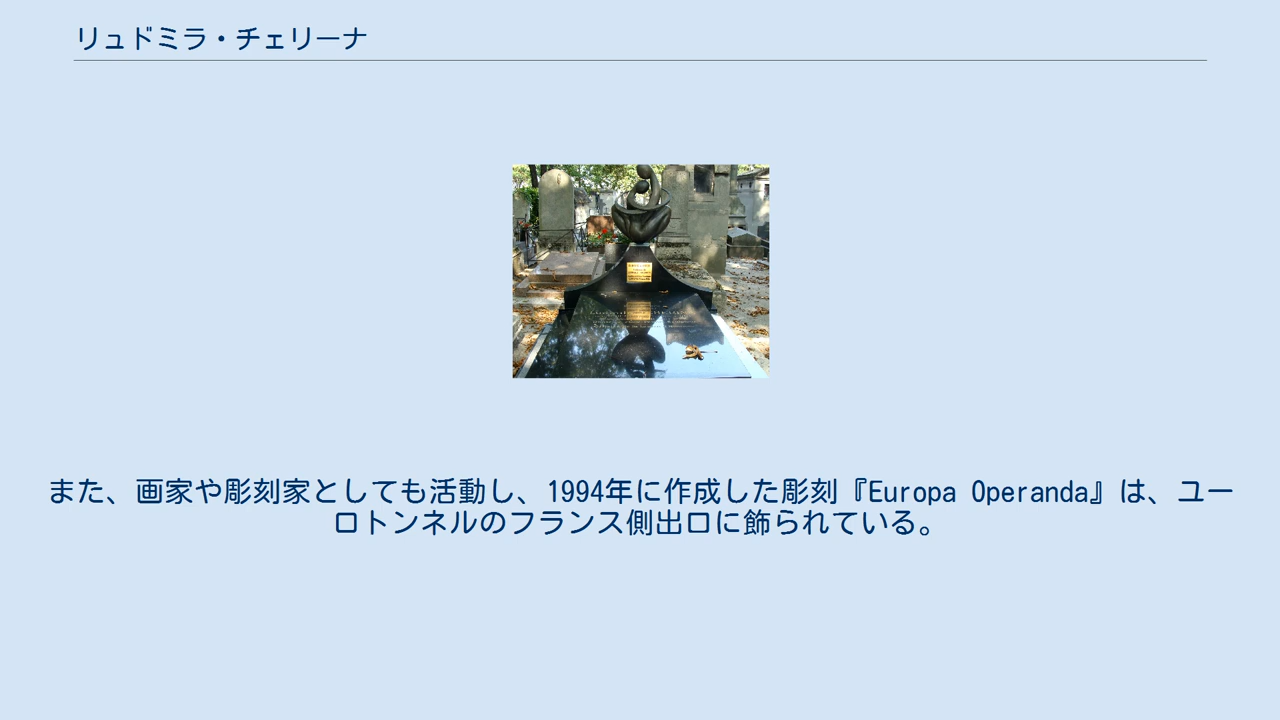 リュドミラ・チェリーナ
また、画家や彫刻家としても活動し、1994年に作成した彫刻『Europa Operanda』は、ユー
ロトンネルのフランス側出口に飾られている。